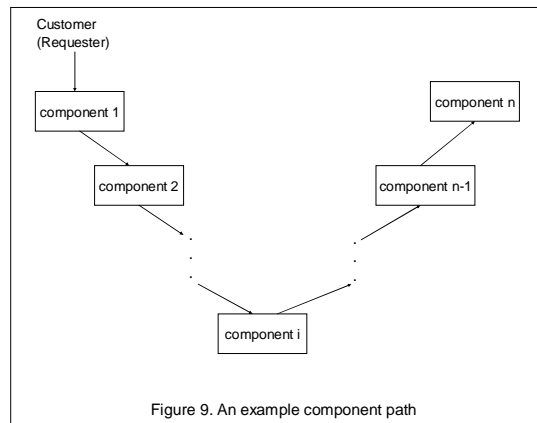 Customer
(Requester)
component 1
component n
component 2
component n-1
.
.
.
.
.
.
component i
Figure 9. An example component path